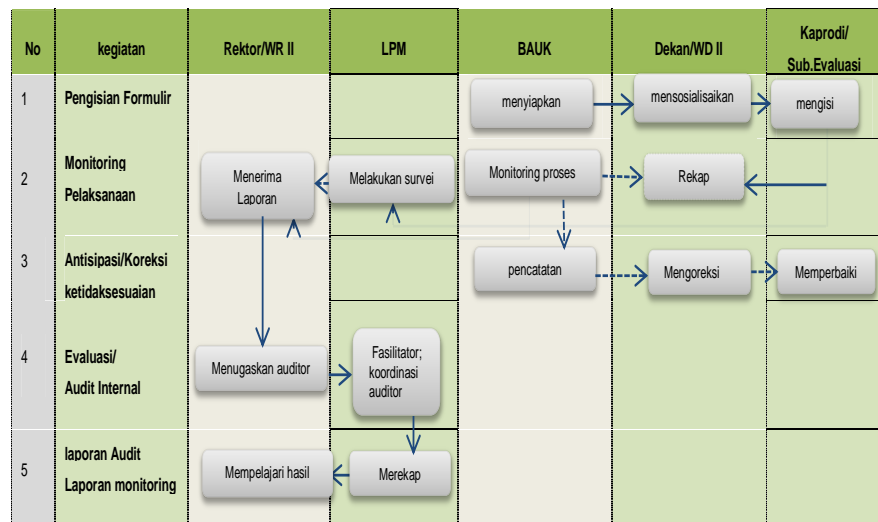 No
kegiatan
Rektor/WR II
LPM
BAUK
Dekan/WD II
Kaprodi/
Sub.Evaluasi
1
Pengisian Formulir
menyiapkan
mensosialisaikan
mengisi
2
Monitoring
Pelaksanaan
Menerima
Laporan
Melakukan survei
Monitoring proses
Rekap
3
Antisipasi/Koreksi
ketidaksesuaian
pencatatan
Mengoreksi
Memperbaiki
4
Evaluasi/
Audit Internal
Menugaskan auditor
Fasilitator;
koordinasi
auditor
5
laporan Audit
Laporan monitoring
Mempelajari hasil
Merekap